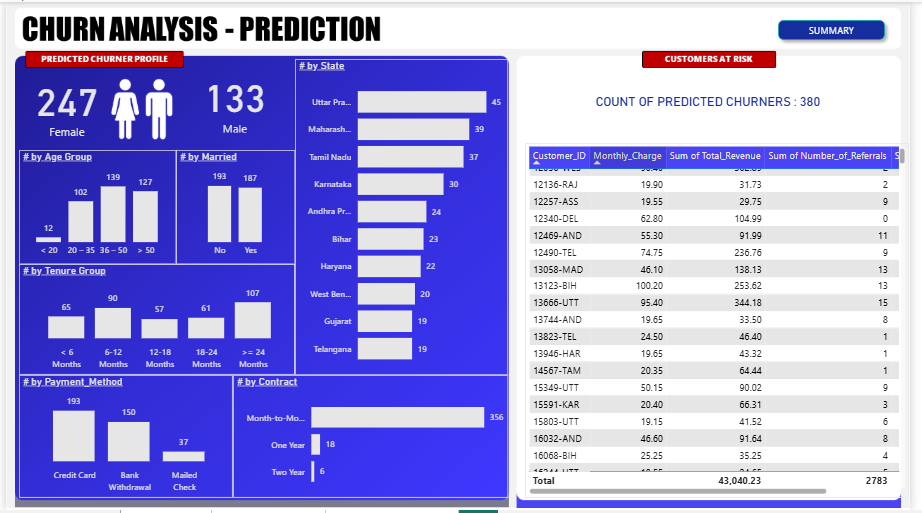 CHURN ANALYSIS - PREDICTION
SUMMARY
PREDICTED CHURNER PROFILE
247
Female
133
Male
# by Age Group
12
102
139
127
< 20
20 – 35
36 – 50
> 50
# by Married
193
187
No
Yes
# by Tenure Group
65
90
57
61
107
< 6 Months
6-12 Months
12-18 Months
18-24 Months
>= 24 Months
# by Payment_Method
193
150
37
Credit Card
Bank Withdrawal
Mailed Check
# by State
Uttar Pra... 45
Maharash... 39
Tamil Nadu 37
Karnataka 30
Andhra Pr... 24
Bihar 23
Haryana 22
West Ben... 20
Gujarat 19
Telangana 19
# by Contract
Month-to-Mo... 356
One Year 18
Two Year 6
CUSTOMERS AT RISK
COUNT OF PREDICTED CHURNERS : 380
Customer_ID Monthly_Charge Sum of Total_Revenue Sum of Number_of_Referrals S
12136-RAJ 19.90 31.73 2
12257-ASS 19.55 29.75 9
12340-DEL 62.80 104.99 0
12469-AND 55.30 91.99 11
12490-TEL 74.75 236.76 9
13058-MAD 46.10 138.13 13
13123-BIH 100.20 253.62 13
13666-UTT 95.40 344.18 15
13744-AND 19.65 33.50 8
13823-TEL 24.50 46.40 1
13946-HAR 19.65 43.32 1
14567-TAM 20.35 64.44 1
15349-UTT 50.15 90.02 9
15591-KAR 20.40 66.31 3
15803-UTT 19.15 41.52 6
16032-AND 46.60 91.64 8
16068-BIH 25.25 35.25 4
Total 43,040.23 2783